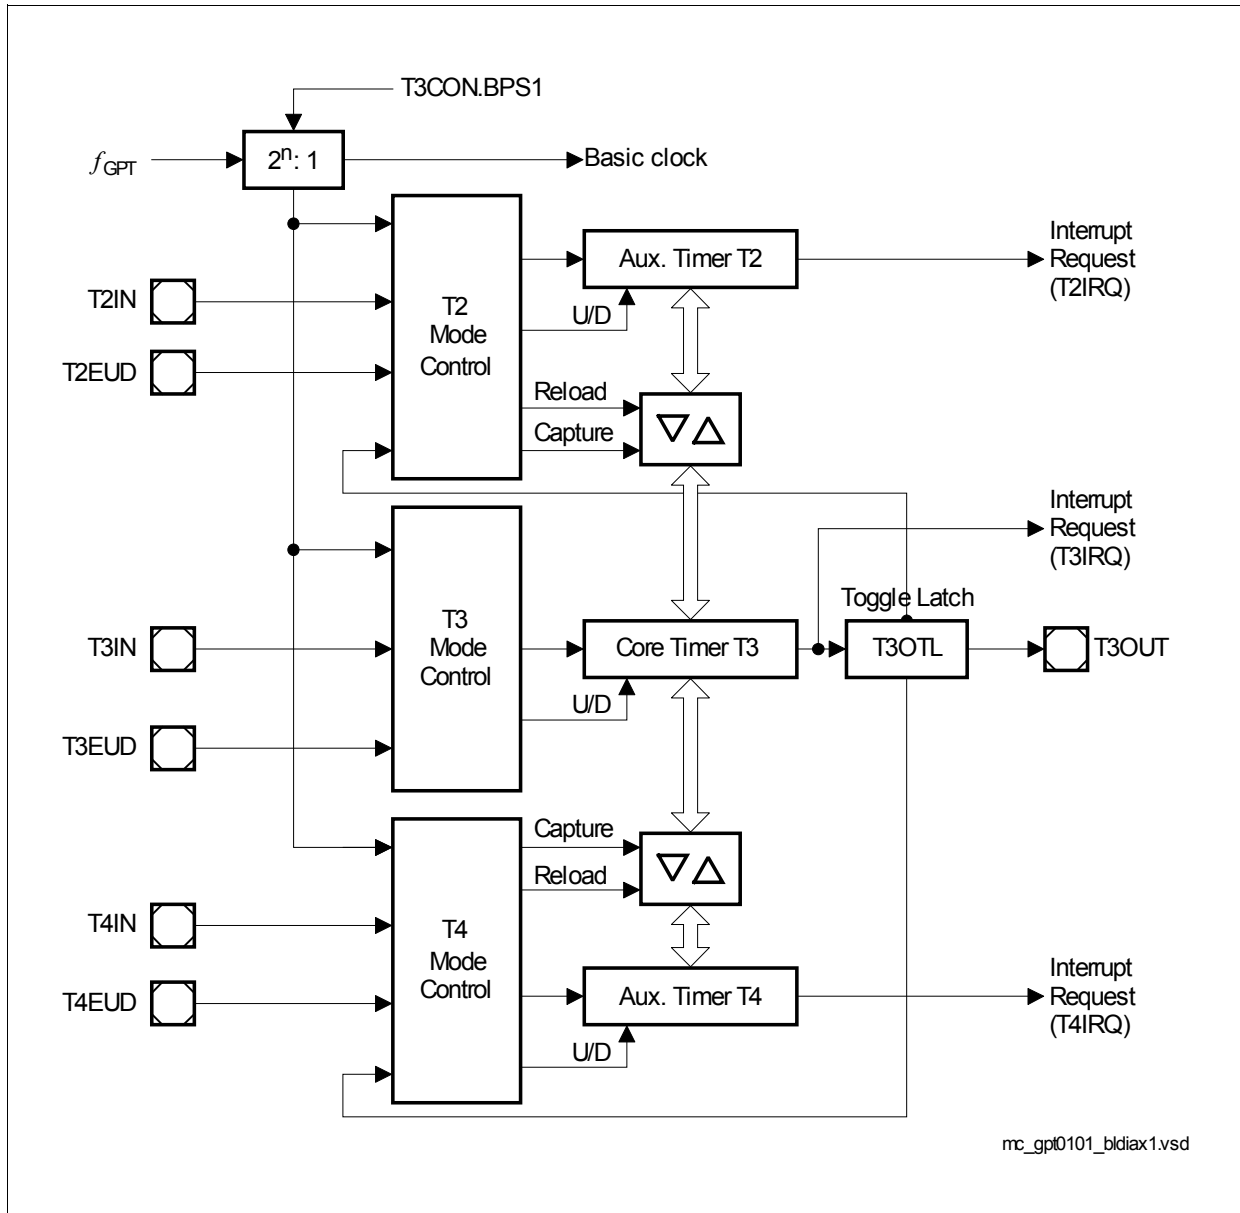 T3CON.BPS1
fGPT
2n: 1
Basic clock
Interrupt
Request
(T2IRQ)
Aux. Timer T2
T2IN
T2
Mode
Control
U/D
T2EUD
Reload
Capture
Interrupt
Request
(T3IRQ)
Toggle Latch
T3IN
T3
Mode
Control
Core Timer T3
T3OTL
T3OUT
U/D
T3EUD
Capture
Reload
T4IN
T4
Mode
Control
T4EUD
Aux. Timer T4
Interrupt
Request
(T4IRQ)
U/D
mc_gpt0101_bldiax1.vsd